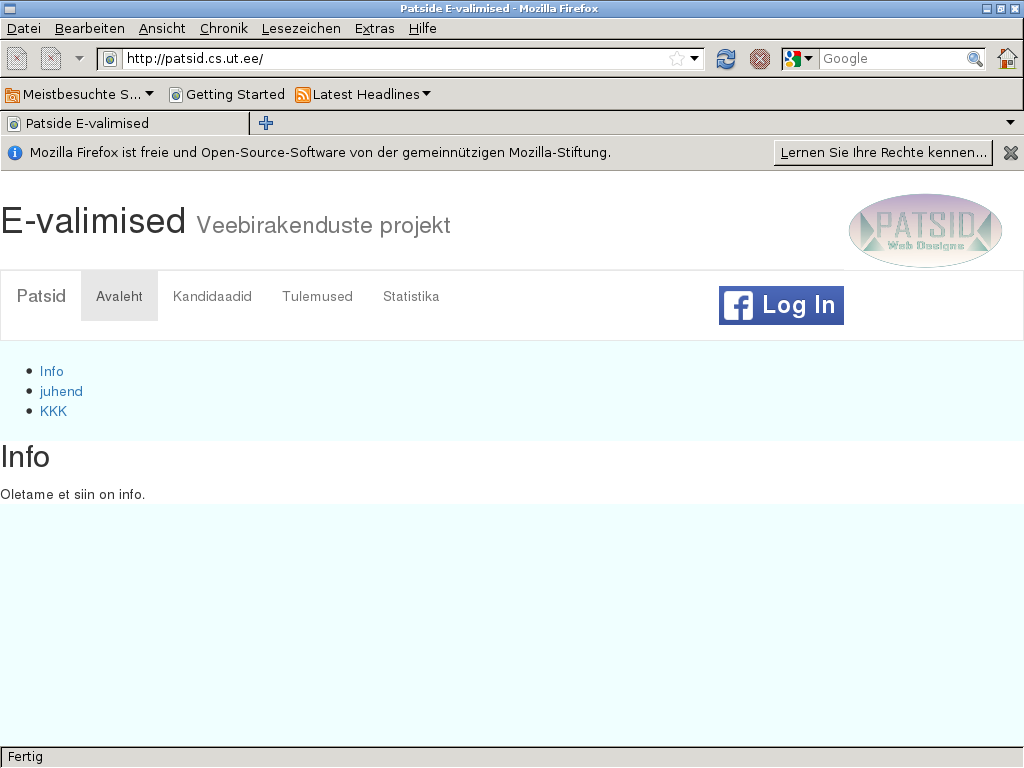 Patside E-valimised - Mozilla Firefox
Datei Bearbeiten Ansicht Chronik Lesezeichen Extras Hilfe
http://patsid.cs.ut.ee/ Google
Meistbesuchte S... Getting Started Latest Headlines
Patside E-valimised
Mozilla Firefox ist freie und Open-Source-Software von der gemeinnützigen Mozilla-Stiftung. Lernen Sie Ihre Rechte kennen...
E-valimised Veebirakenduste projekt
PATSID
Web Designs
Patsid Avaleht Kandidaadid Tulemused Statistika Log In
Info
juhend
KKK
Info
Oletame et siin on info.
Fertig